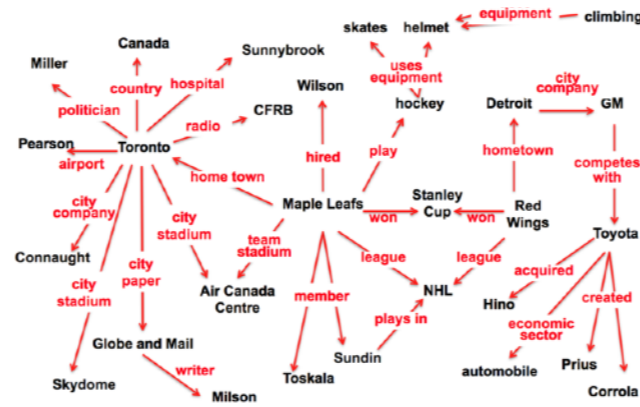 skates
helmet
equipment
climbing
Canada
Sunnybrook
Miller
country
hospital
Wilson
uses
equipment
hockey
Detroit
city
company
GM
politician
radio
CFRB
Pearson
Toronto
airport
hired
play
hometown
competes
with
home town
city
company
city
stadium
Maple Leafs
won
Stanley
Cup
won
Red
Wings
Toyota
Connaught
city
stadium
city
paper
team
stadium
league
league
acquired
created
Air Canada
Centre
member
NHL
Hino
plays in
economic
sector
Globe and Mail
Sundin
automobile
Prius
writer
Skydome
Milson
Toskala
Corrola